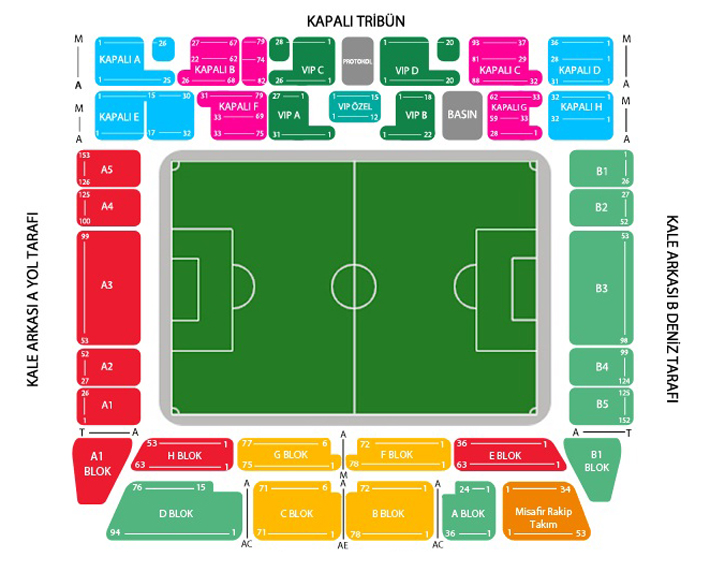 KAPALI TRİBÜN
M
A
1
KAPALI A
1 25
26
27 67
22 62
KAPALI B
26 68
79
74
82
28 1
VIP C
26 1
PROTOKOL
1 20
VIP D
1 20
93 37
81 29
KAPALI C
88 32
36 1
28 1
KAPALI D
31 1
M
A
M
A
1 15 30
KAPALI E
1 17 32
31 79
KAPALI F
33 69
33 75
27 1
VIP A
31 1
1 15
VIP ÖZEL
1 12
1 18
VIP B
1 22
BASIN
62 33
KAPALI G
59 33
28 1
32 1
KAPALI H
32 1
M
A
KALE ARKASI A YOL TARAFI
153
A5
126
125
A4
100
99
A3
53
52
A2
27
26
A1
1
T A
KALE ARKASI B DENİZ TARAFI
1
B1
26
27
B2
52
53
B3
98
99
B4
124
125
B5
152
A T
A1
BLOK
53 1
H BLOK
63 1
77 6
G BLOK
75 1
A
M
72 1
F BLOK
78 1
36 1
E BLOK
63 1
B1
BLOK
76 15
D BLOK
94 1
A
AC
71 6
C BLOK
71 1
A
AE
72 1
B BLOK
78 1
A
AC
24 1
A BLOK
36 1
1 34
Misafir Rakip
Takım
1 53